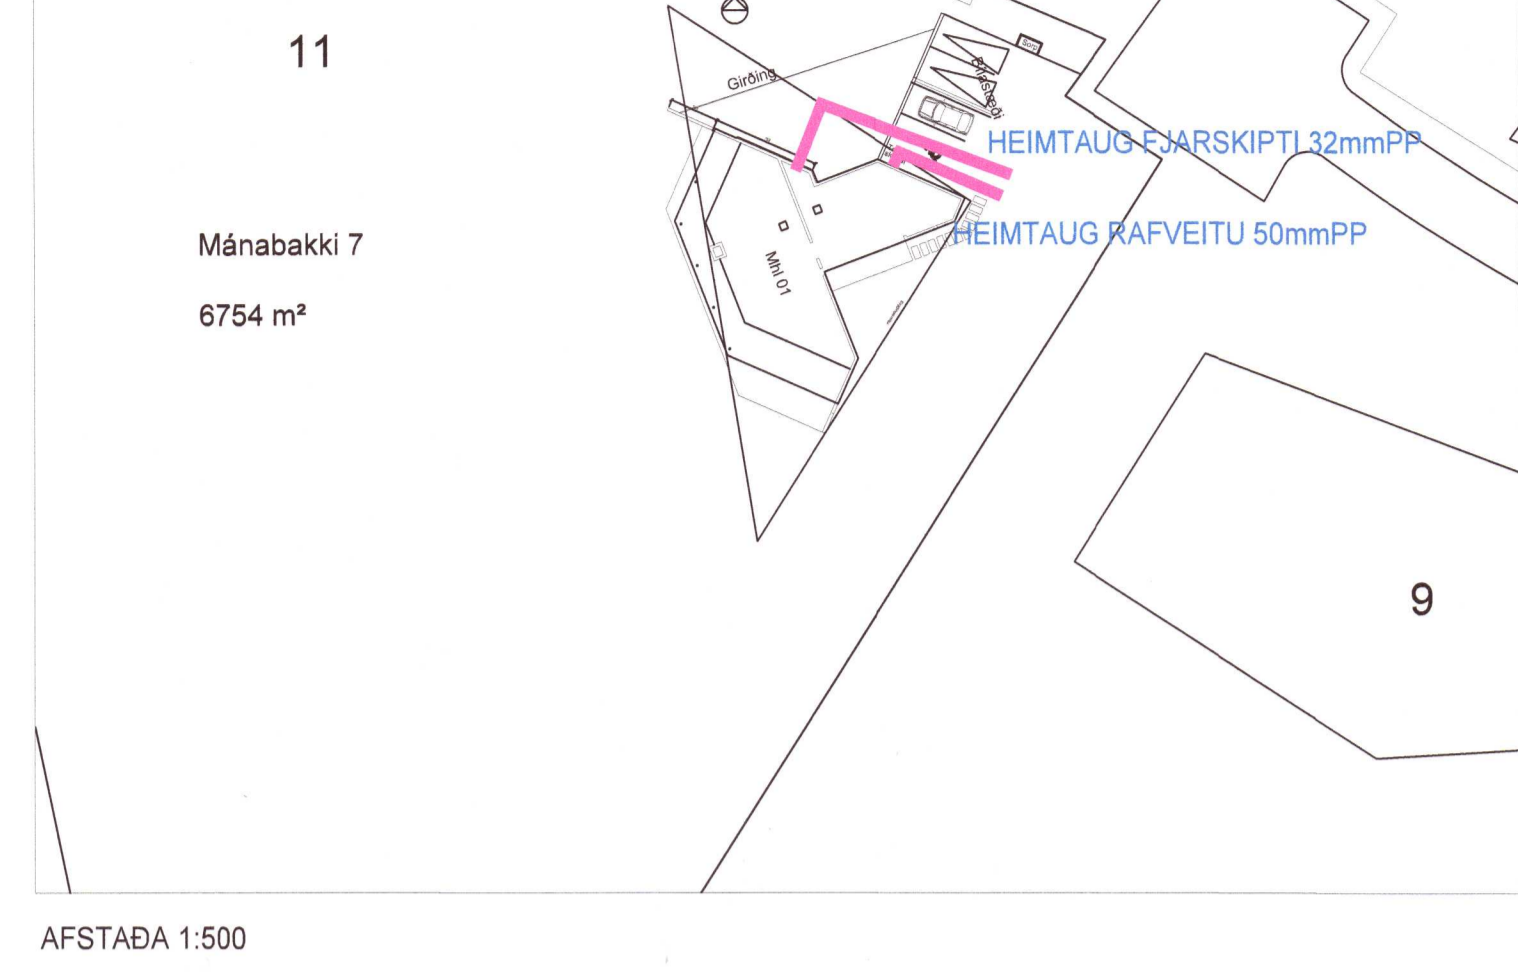 11
Sorp
Bílastæði
Girðing
HEIMTAUG FJARSKIPTI 32mmPP
HEIMTAUG RAFVEITU 50mmPP
Mánabakki 7
6754 m²
Mhl 01
9
AFSTAÐA 1:500